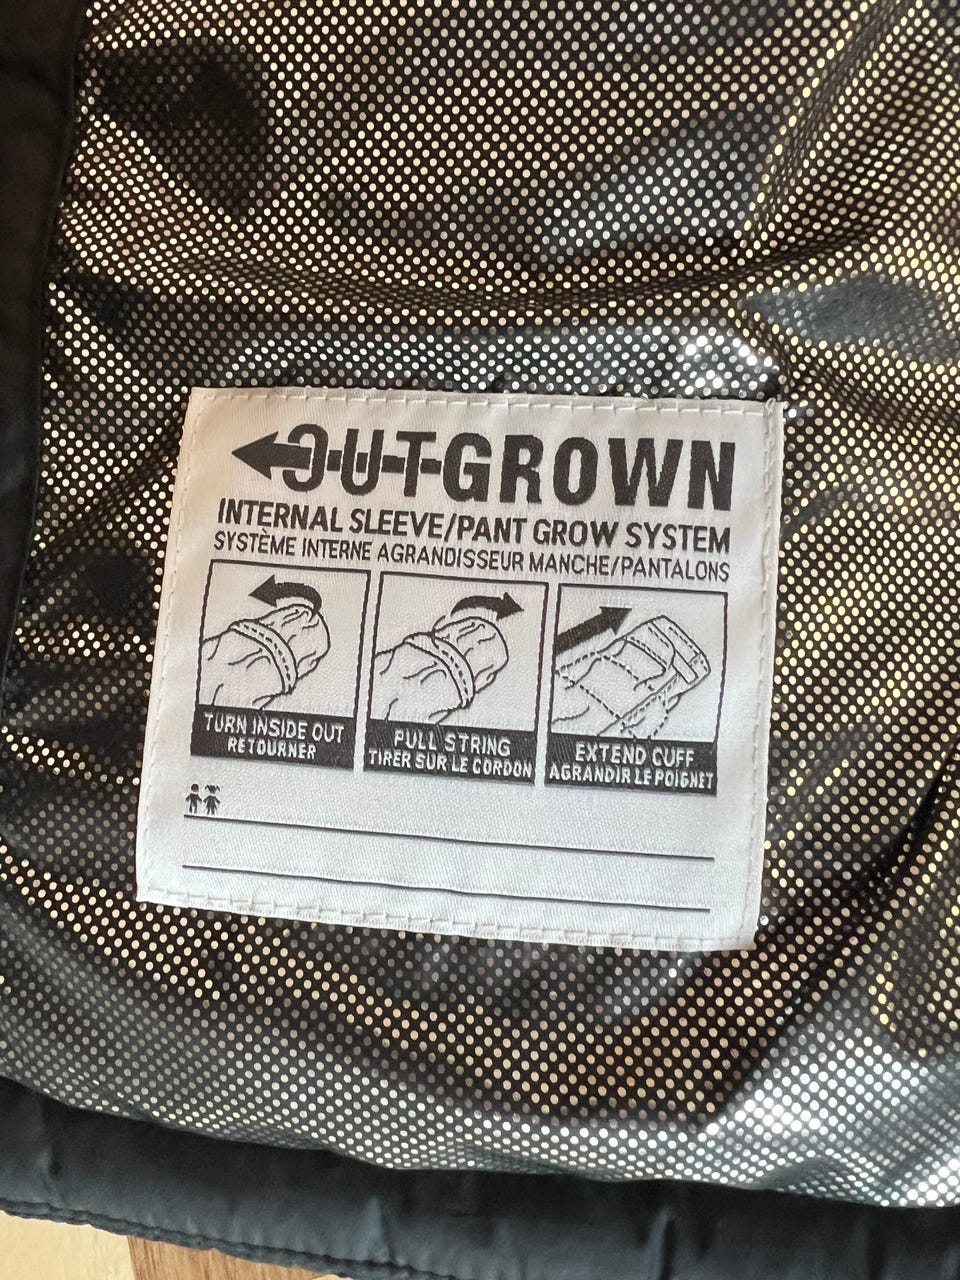 OUTGROWN
INTERNAL SLEEVE/PANT GROW SYSTEM
SYSTÈME INTERNE AGRANDISSEUR MANCHE/PANTALONS
TURN INSIDE OUT
RETOURNER
PULL STRING
TIRER SUR LE CORDON
EXTEND CUFF
AGRANDIR LE POIGNET